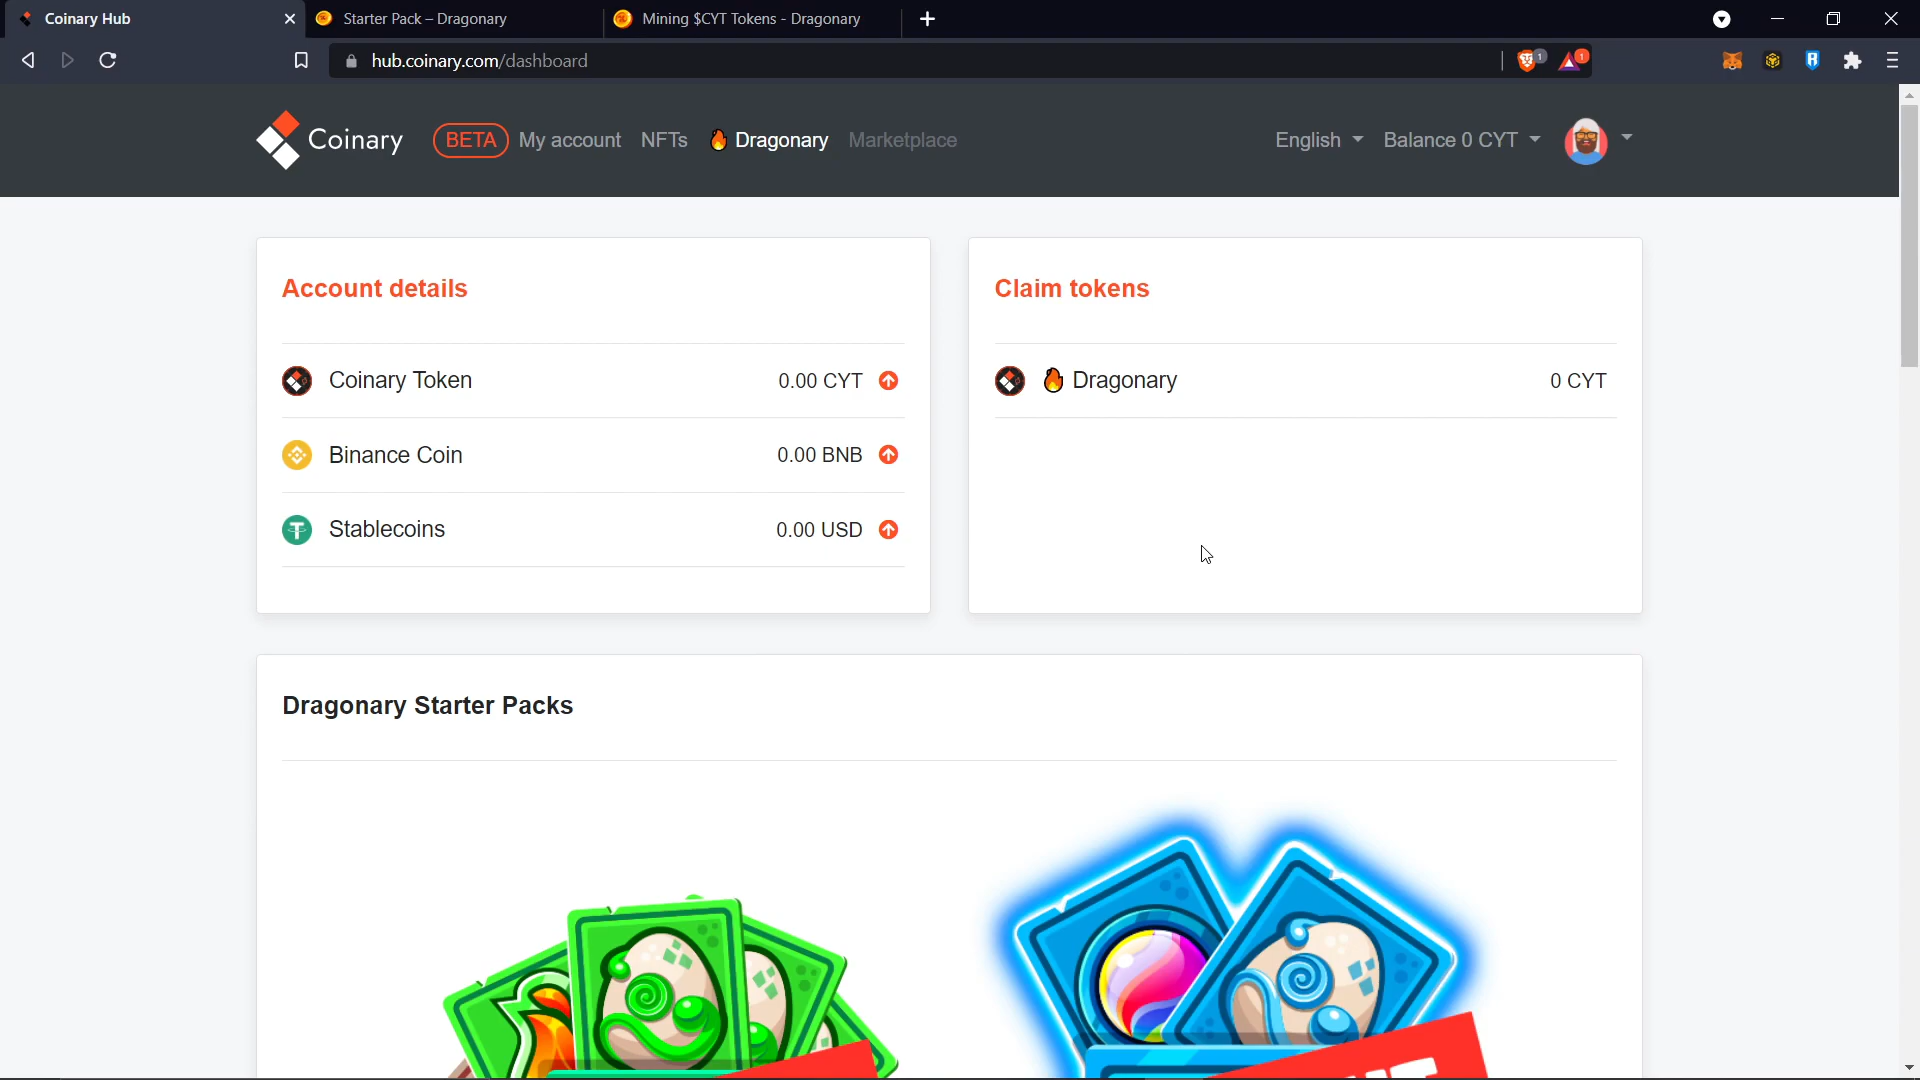 Coinary Hub
Starter Pack – Dragonary
Mining $CYT Tokens - Dragonary
hub.coinary.com/dashboard
1
1
Coinary
BETA
My account
NFTs
Dragonary
Marketplace
English
Balance 0 CYT
Account details
Coinary Token
0.00 CYT
Binance Coin
0.00 BNB
Stablecoins
0.00 USD
Claim tokens
Dragonary
0 CYT
Dragonary Starter Packs